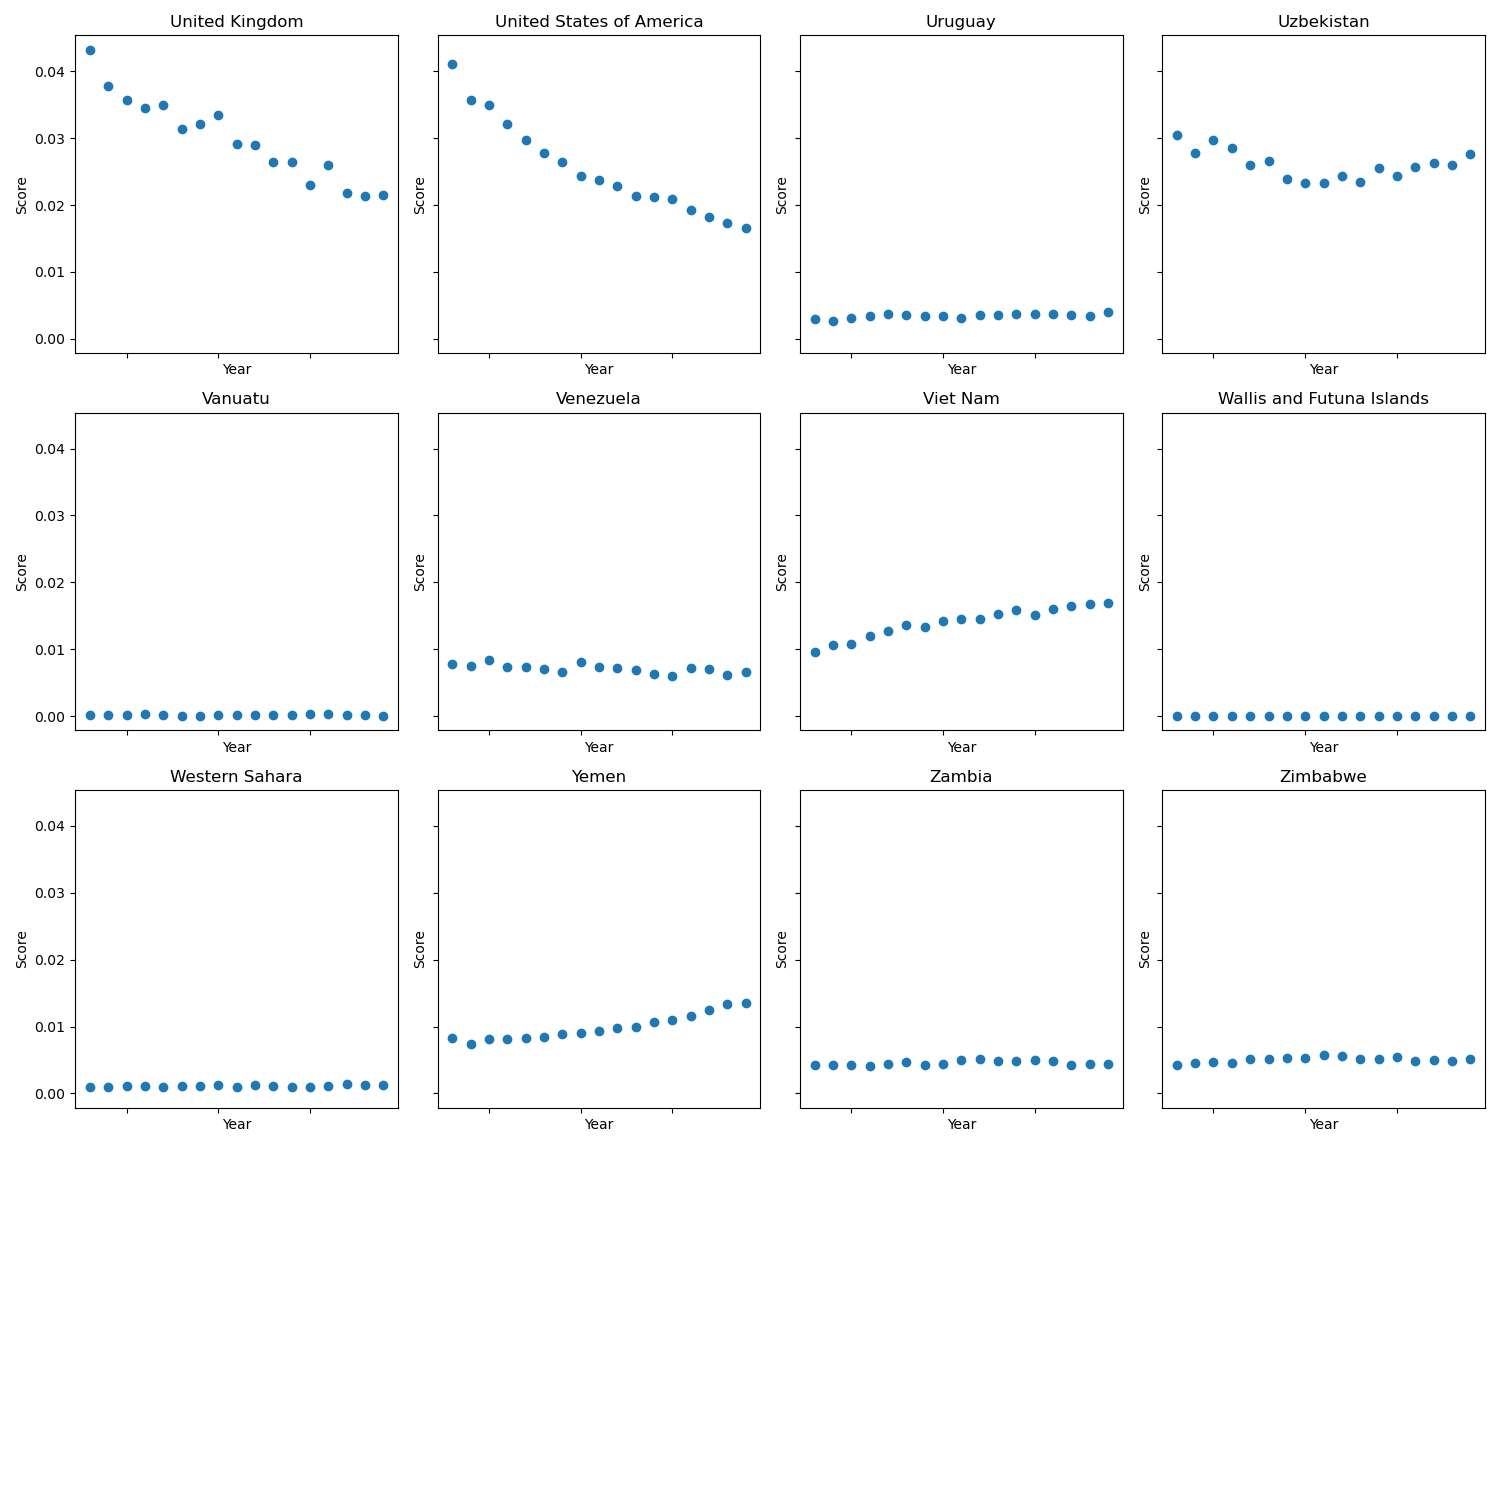 United Kingdom
United States of America
Uruguay
Uzbekistan
0.04
0.03
0.02
0.01
0.00
Score
Score
Score
Score
Year
Year
Year
Year
Vanuatu
Venezuela
Viet Nam
Wallis and Futuna Islands
0.04
0.03
0.02
0.01
0.00
Score
Score
Score
Score
Year
Year
Year
Year
Western Sahara
Yemen
Zambia
Zimbabwe
0.04
0.03
0.02
0.01
0.00
Score
Score
Score
Score
Year
Year
Year
Year